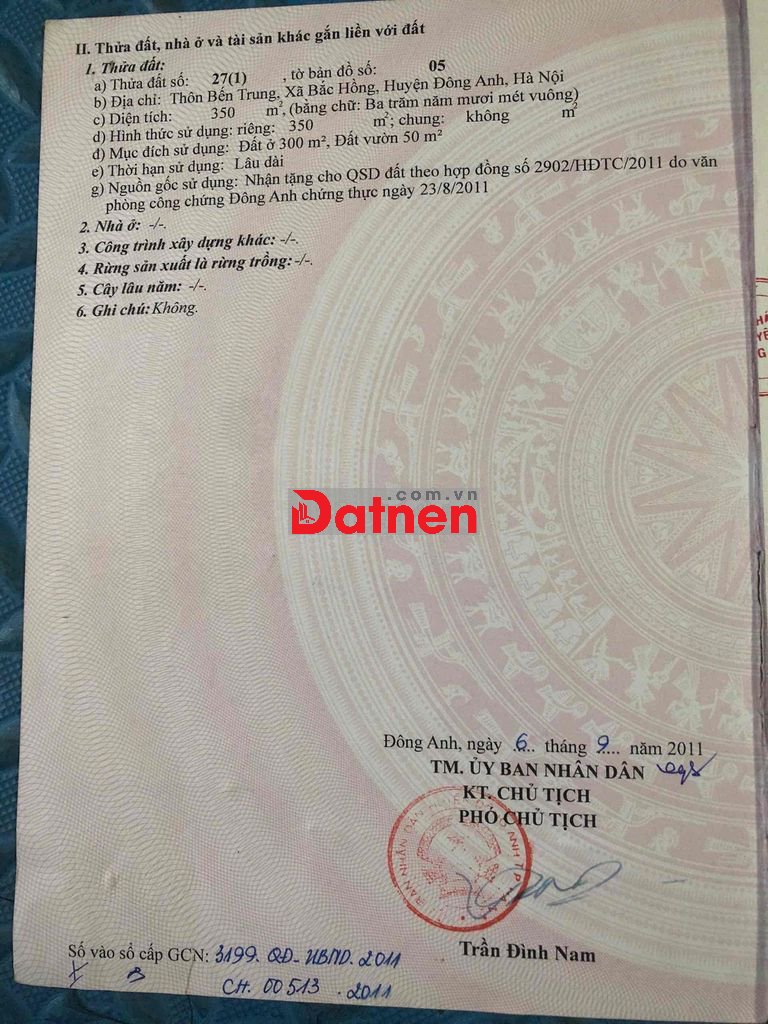 II. Thửa đất, nhà ở và tài sản khác gắn liền với đất
1. Thửa đất:
a) Thửa đất số: 27(1) , tờ bản đồ số: 05
b) Địa chỉ: Thôn Bến Trung, Xã Bắc Hồng, Huyện Đông Anh, Hà Nội
c) Diện tích: 350 m², (bằng chữ: Ba trăm năm mươi mét vuông)
d) Hình thức sử dụng: riêng: 350 m²; chung: không m²
đ) Mục đích sử dụng: Đất ở 300 m², Đất vườn 50 m²
e) Thời hạn sử dụng: Lâu dài
g) Nguồn gốc sử dụng: Nhận tặng cho QSD đất theo hợp đồng số 2902/HĐTC/2011 do văn
phòng công chứng Đông Anh chứng thực ngày 23/8/2011
2. Nhà ở: -/-.
3. Công trình xây dựng khác: -/-.
4. Rừng sản xuất là rừng trồng: -/-.
5. Cây lâu năm: -/-.
6. Ghi chú: Không.
.com.vn
Datnen
Đông Anh, ngày 6 tháng 9 năm 2011
TM. ỦY BAN NHÂN DÂN
KT. CHỦ TỊCH
PHÓ CHỦ TỊCH
Trần Đình Nam
Số vào sổ cấp GCN: 3199. QĐ- UBND. 2011
CH. 00513 . 2011